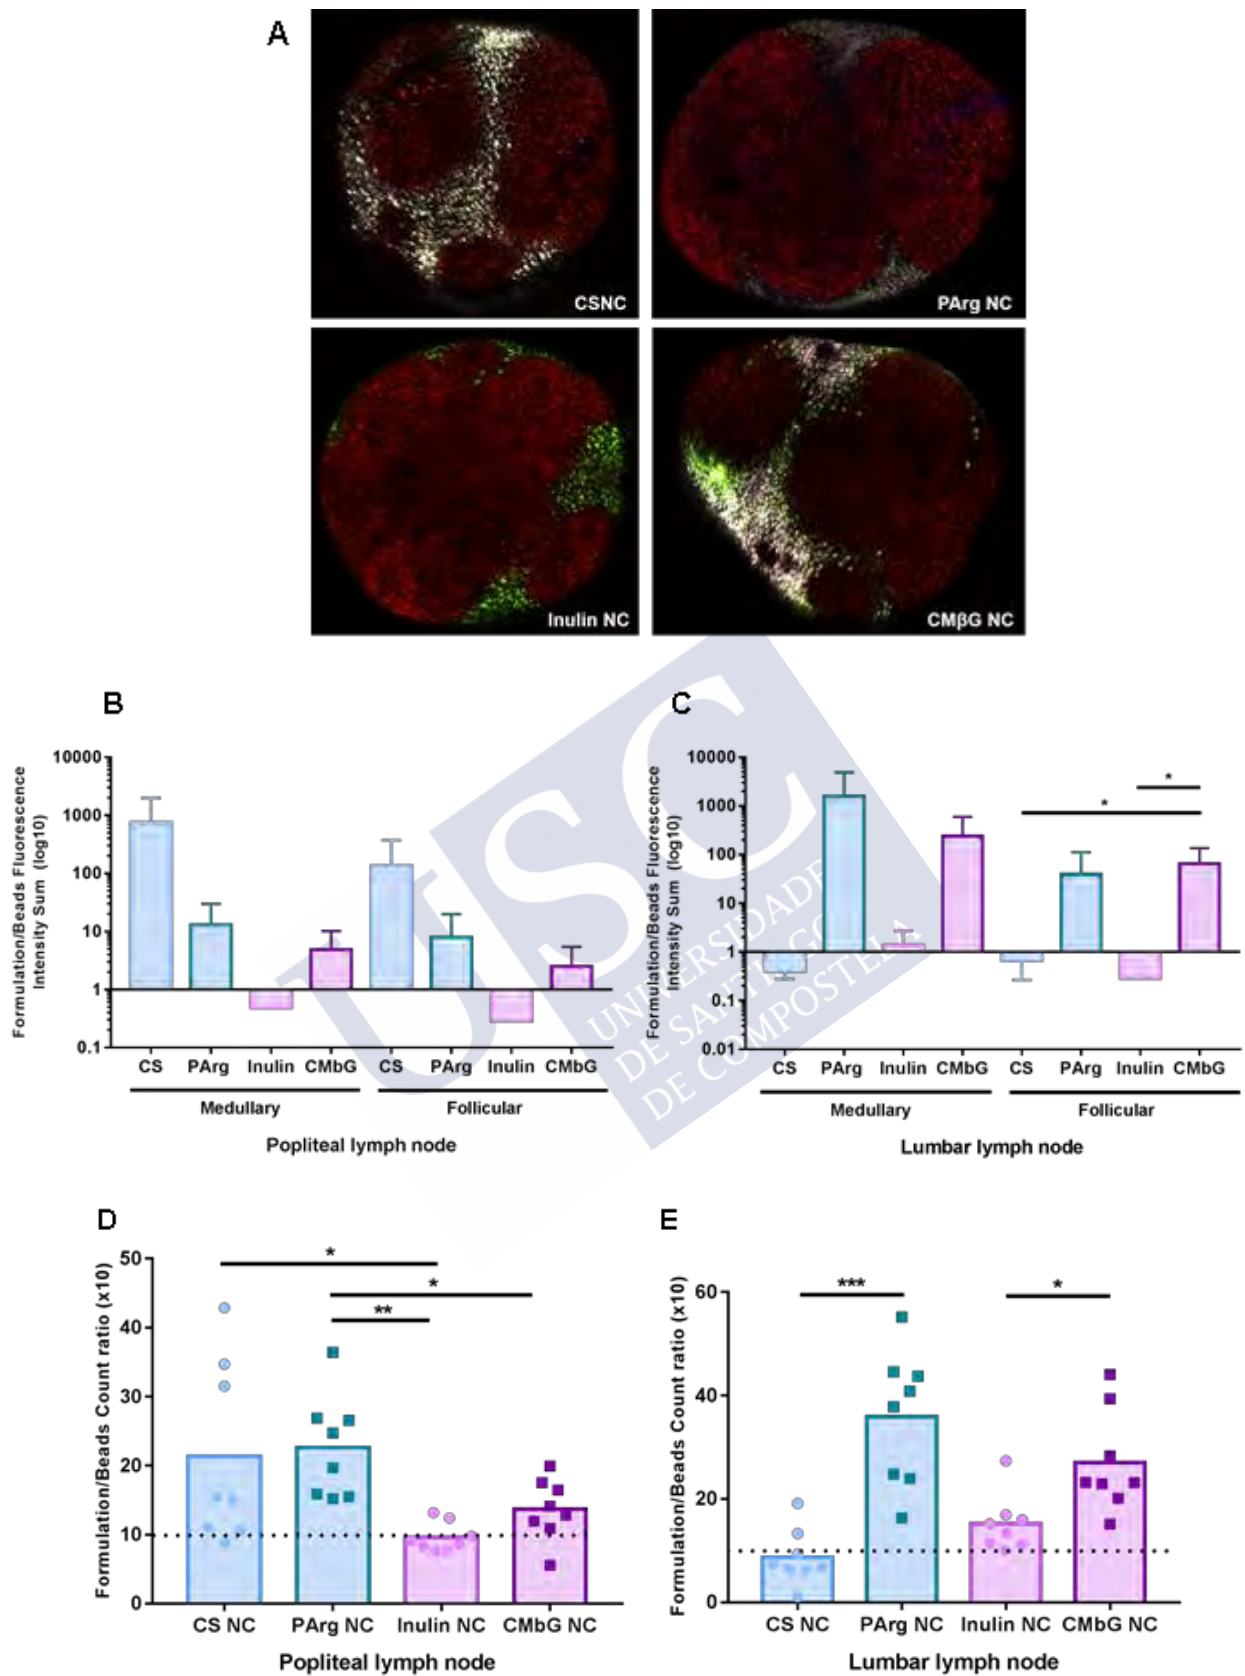 A
CSNC
PArg NC
Inulin NC
CMβG NC
B
Formulation/Beads Fluorescence
Intensity Sum (log10)
10000
1000
100
10
1
0.1
CS PArg Inulin CMbG CS PArg Inulin CMbG
Medullary Follicular
Popliteal lymph node
C
Formulation/Beads Fluorescence
Intensity Sum (log10)
10000
1000
100
10
1
0.1
0.01
*
*
CS PArg Inulin CMbG CS PArg Inulin CMbG
Medullary Follicular
Lumbar lymph node
USC
UNIVERSIDADE
DE SANTIAGO
DE COMPOSTELA
D
Formulation/Beads Count ratio (x10)
50
40
30
20
10
0
*
*
**
CS NC PArg NC Inulin NC CMbG NC
Popliteal lymph node
E
Formulation/Beads Count ratio (x10)
60
40
20
0
***
*
CS NC PArg NC Inulin NC CMbG NC
Lumbar lymph node